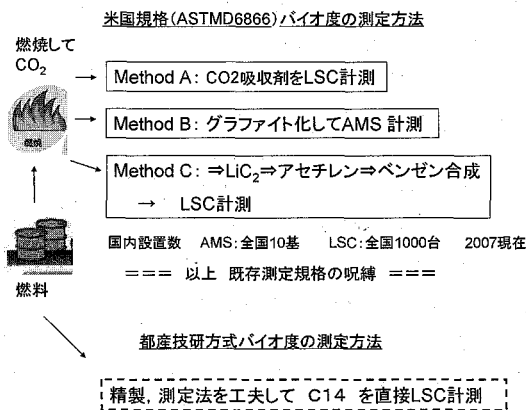 米国規格(ASTMD6866)バイオ度の測定方法
燃焼して
CO2
Method A: CO2吸収剤をLSC計測
Method B: グラファイト化してAMS 計測
燃焼
Method C: ⇒LiC2⇒アセチレン⇒ベンゼン合成
→ LSC計測
国内設置数 AMS:全国10基 LSC:全国1000台 2007現在
=== 以上 既存測定規格の呪縛 ===
燃料
都産技研方式バイオ度の測定方法
精製，測定法を工夫して C14 を直接LSC計測